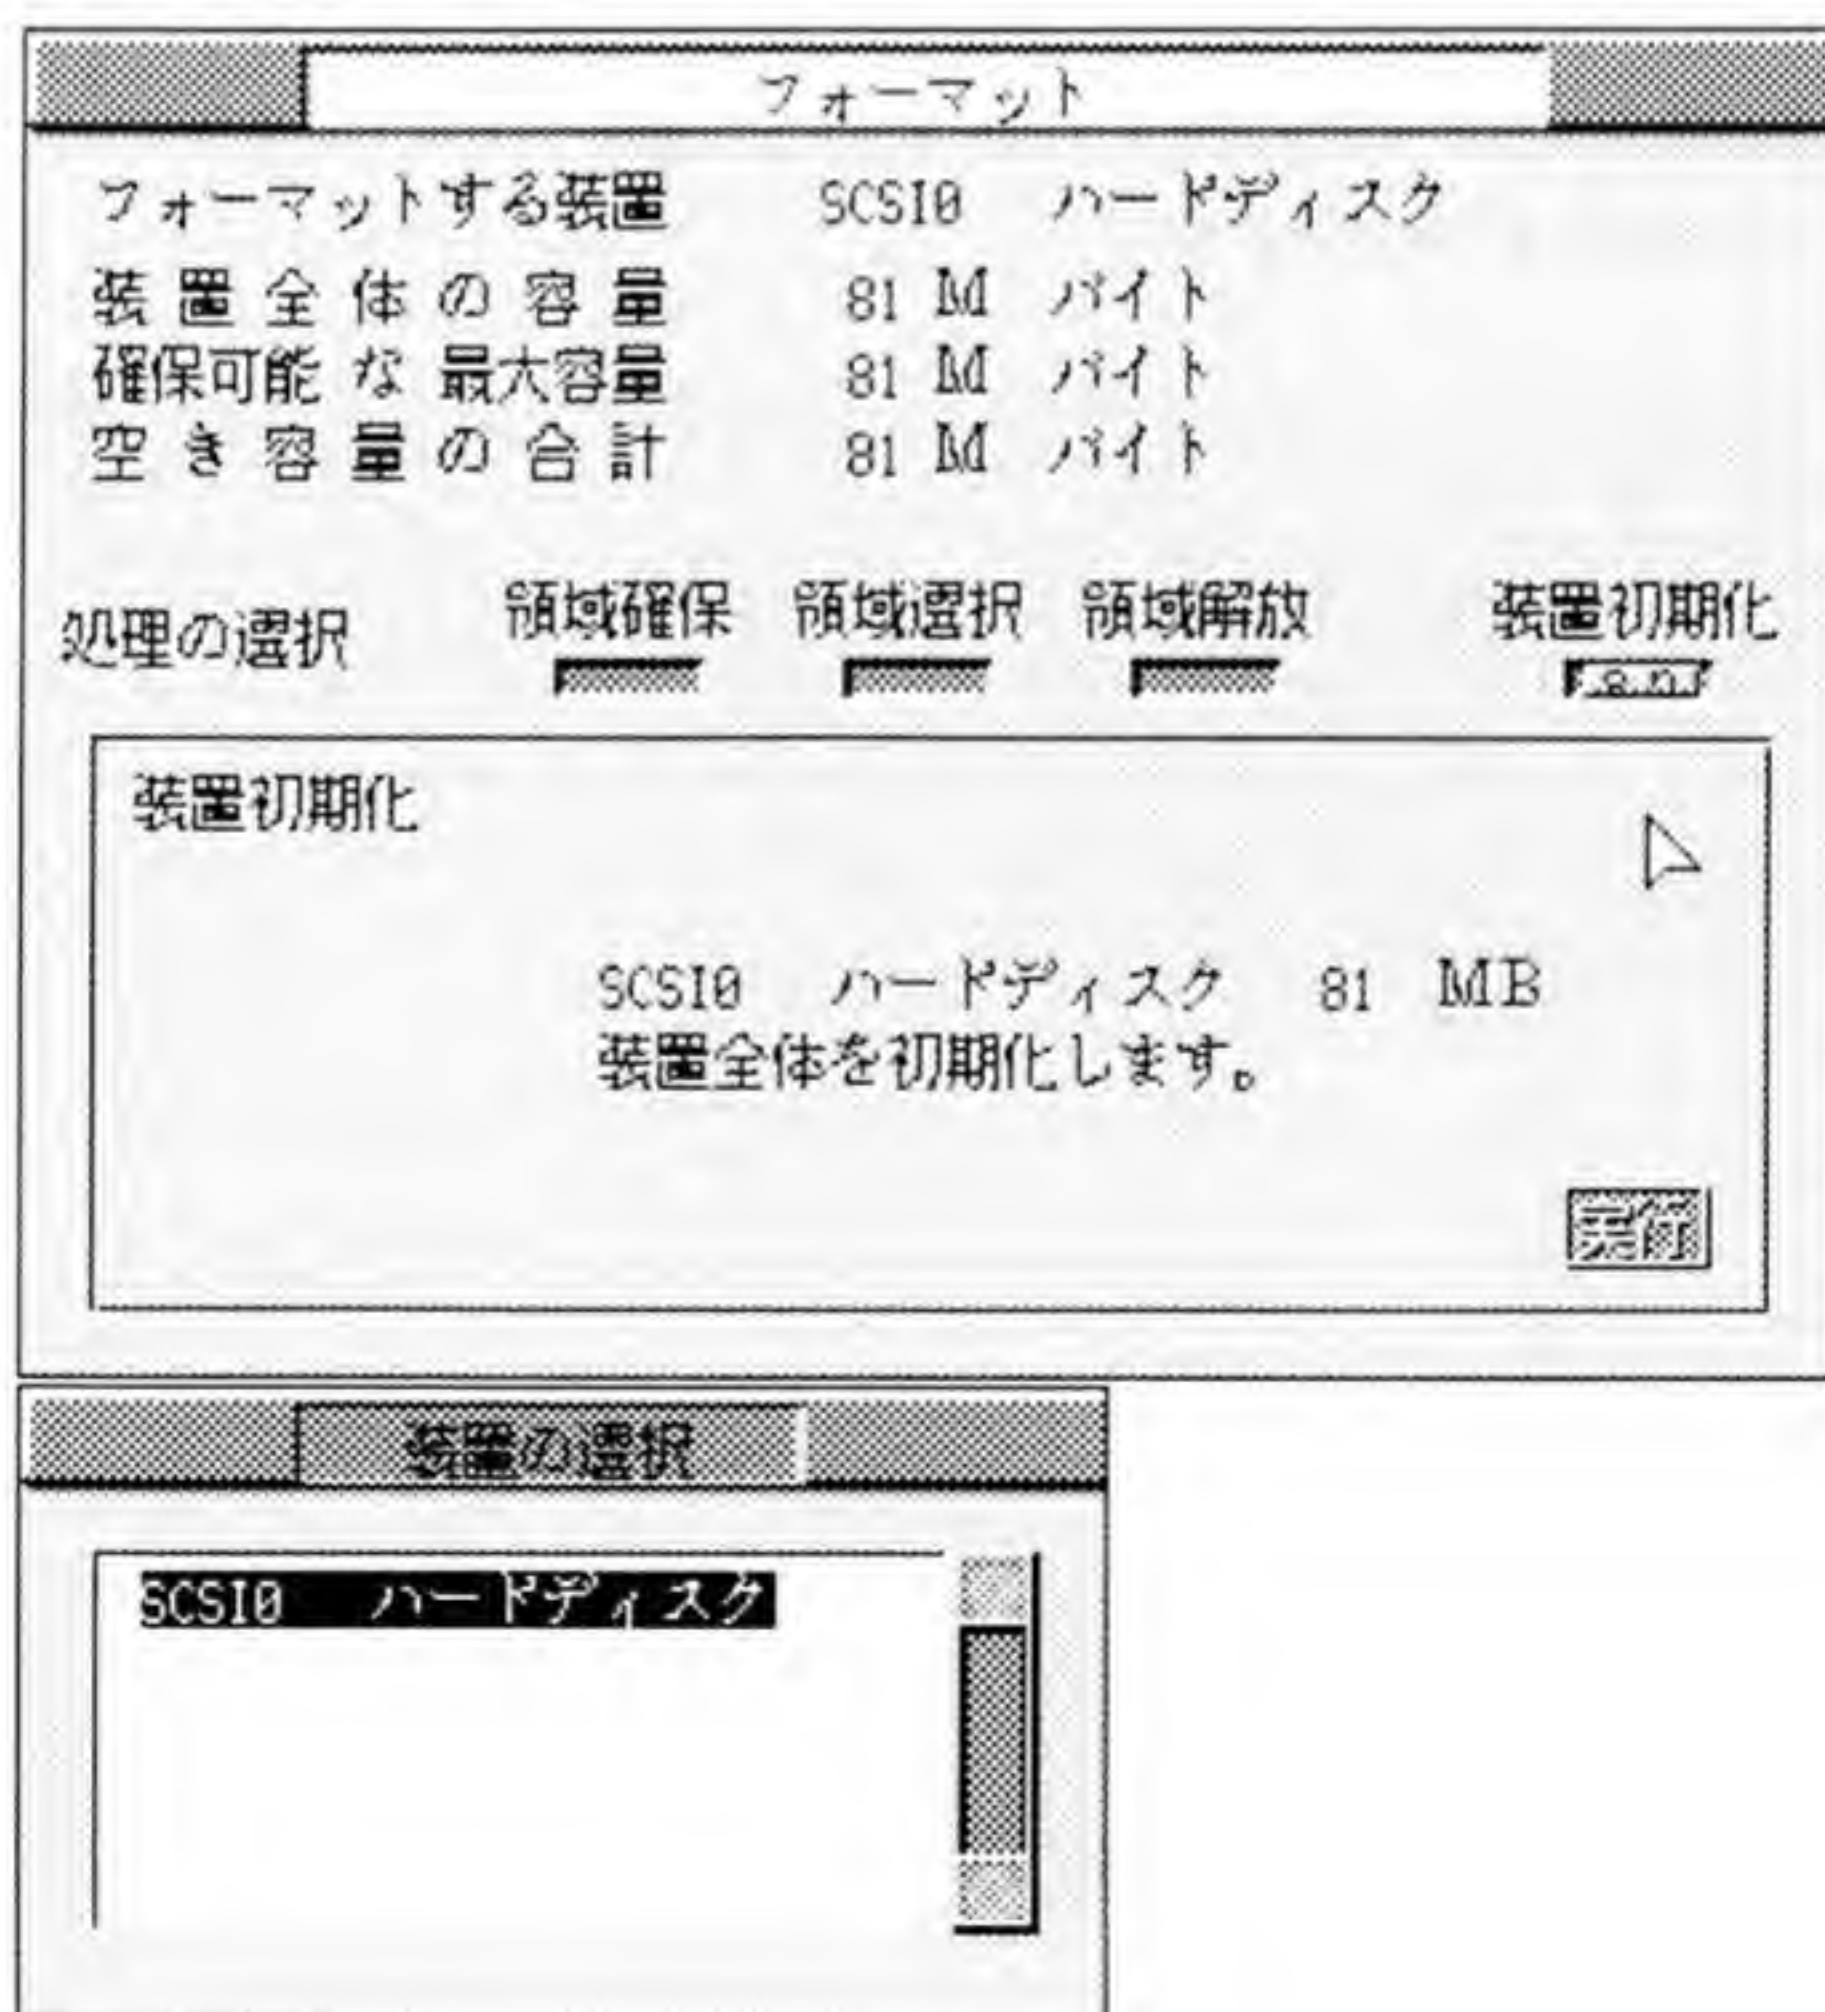 フォーマット
フォーマットする装置 SCSI0 ハードディスク
装置全体の容量 81 M バイト
確保可能な最大容量 81 M バイト
空き容量の合計 81 M バイト
処理の選択 領域確保 領域選択 領域解放 装置初期化
on
装置初期化
SCSI0 ハードディスク 81 MB
装置全体を初期化します。
実行
装置の選択
SCSI0 ハードディスク